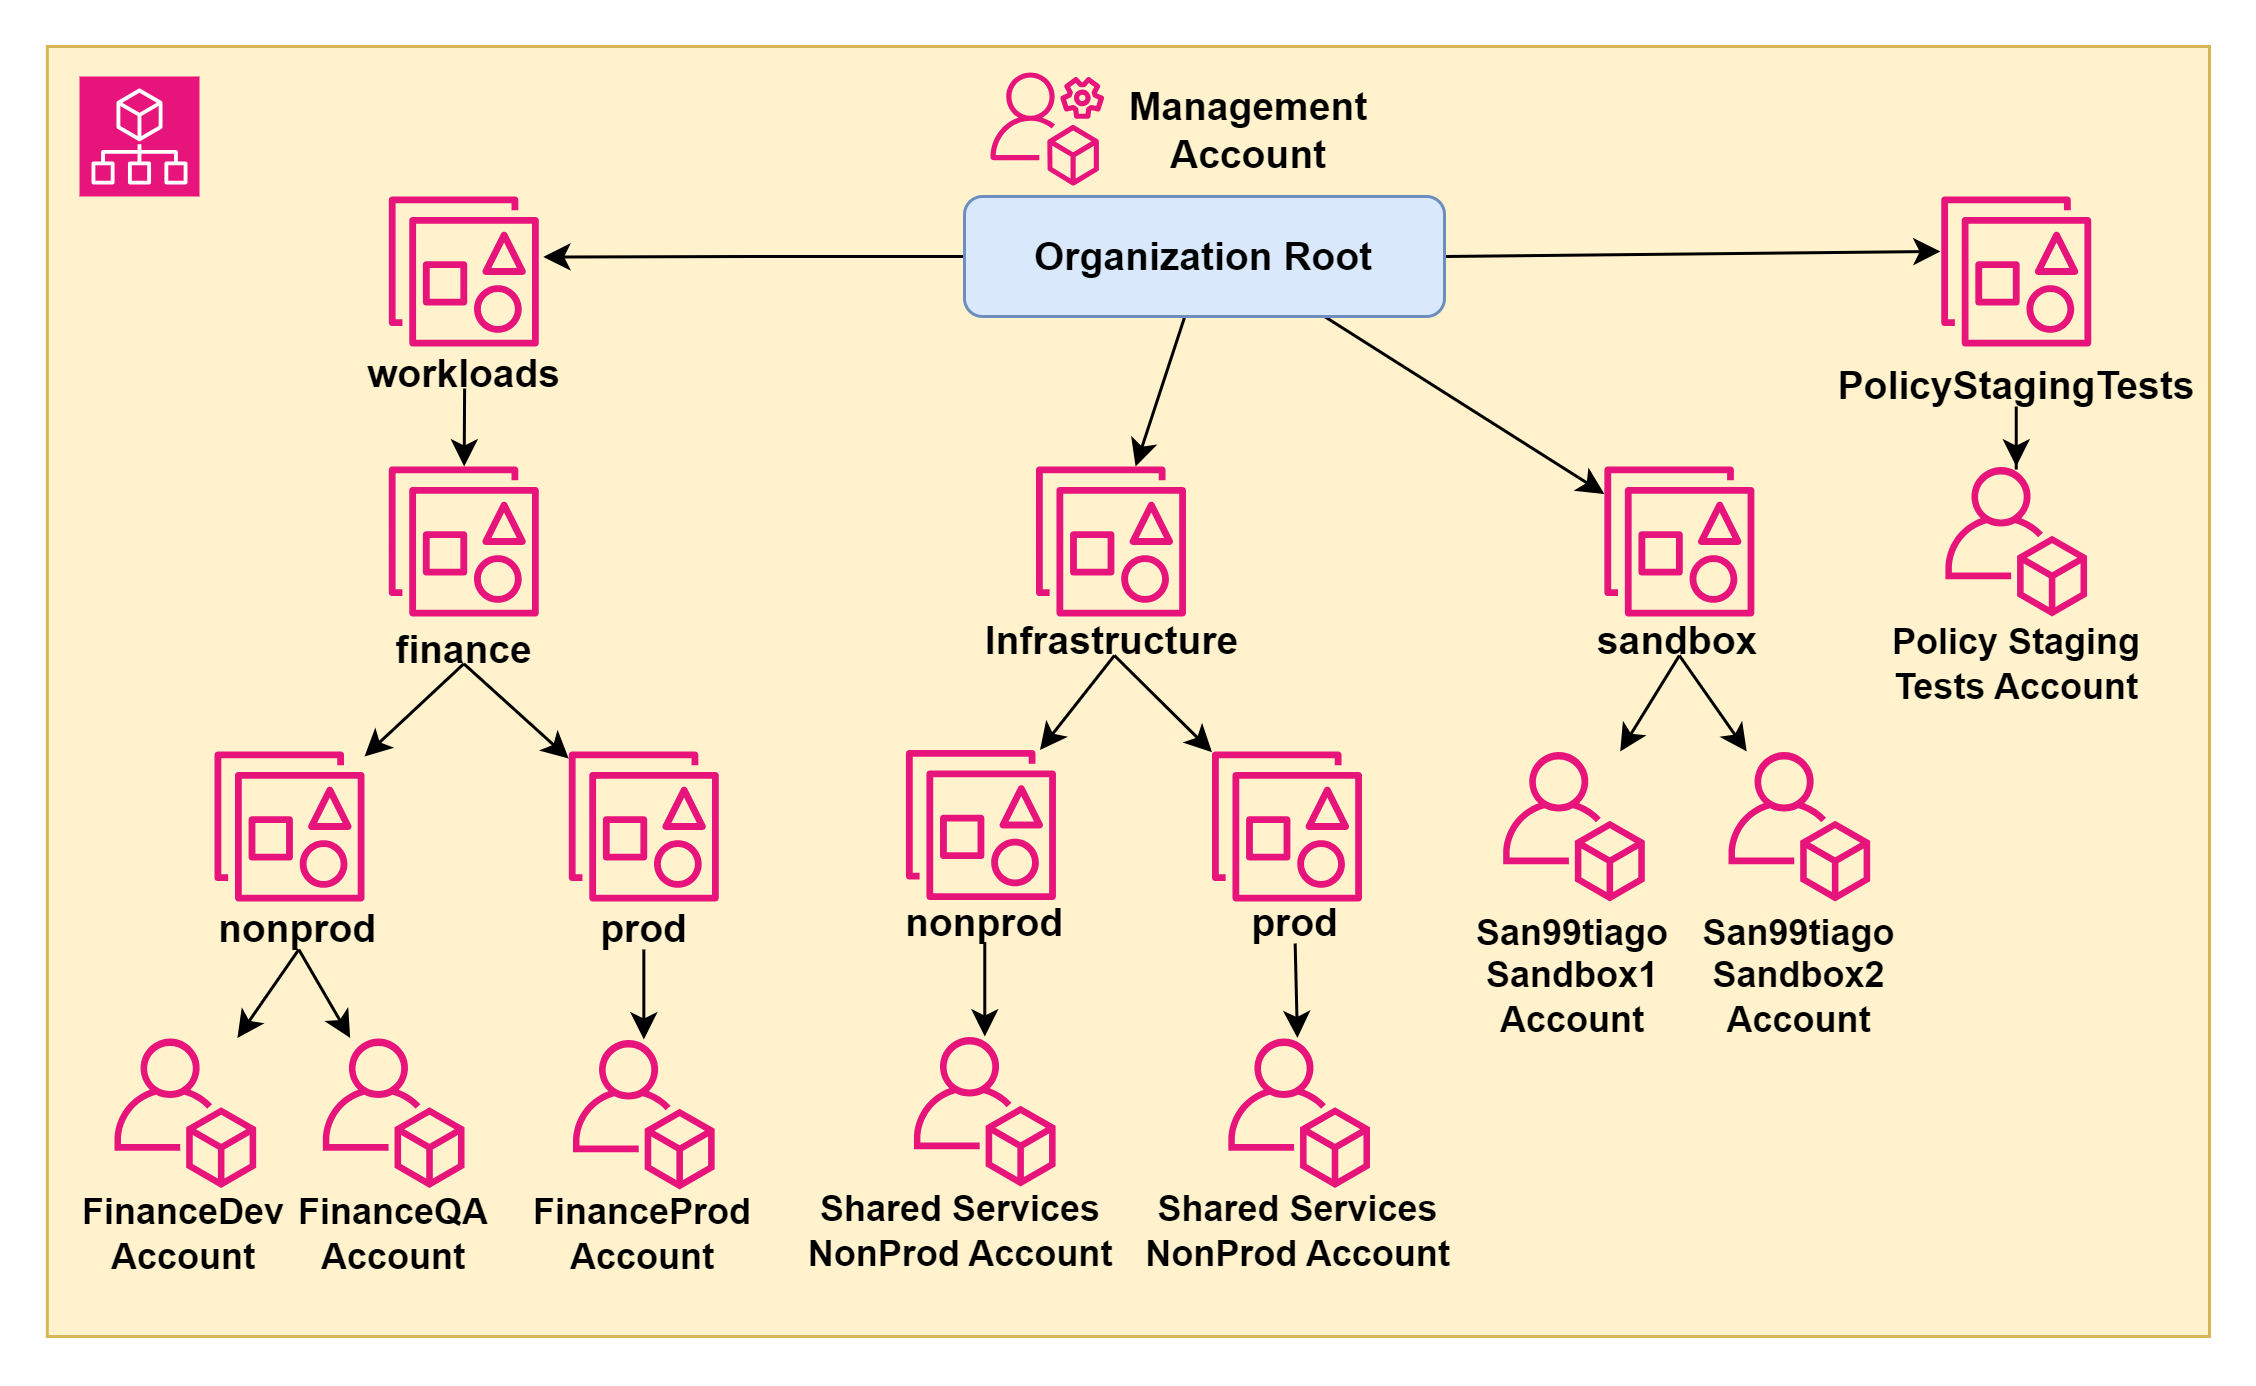 Management
Account
Organization Root
workloads
PolicyStagingTests
finance
Infrastructure
sandbox
Policy Staging
Tests Account
nonprod
prod
nonprod
prod
San99tiago
Sandbox1
Account
San99tiago
Sandbox2
Account
FinanceDev
Account
FinanceQA
Account
FinanceProd
Account
Shared Services
NonProd Account
Shared Services
NonProd Account